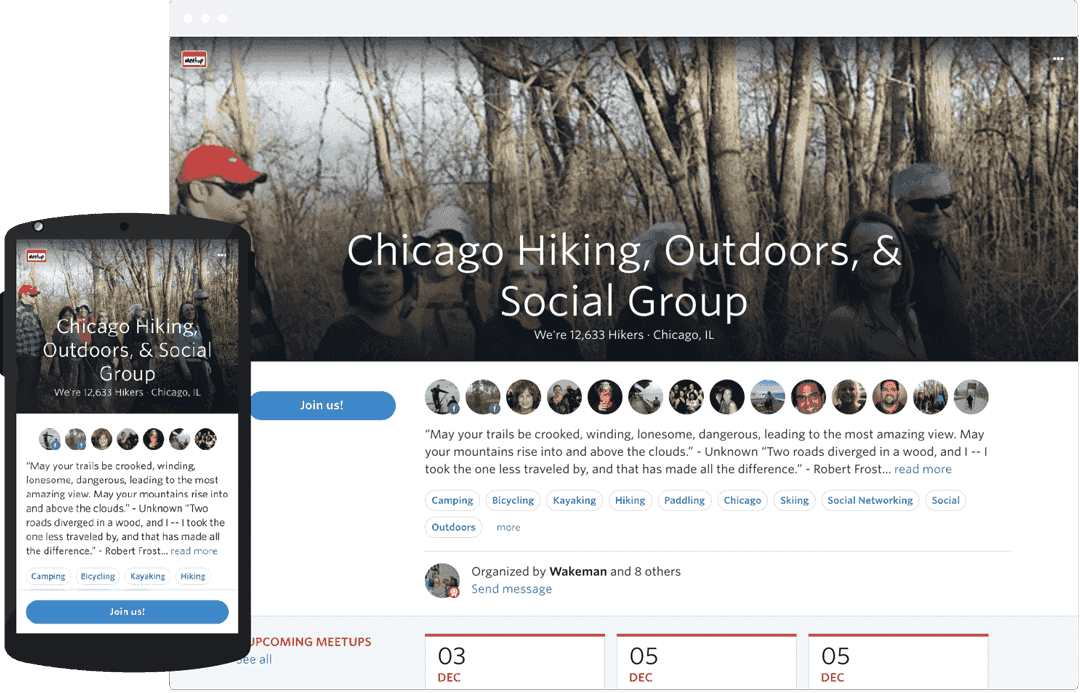 Meetup
Chicago Hiking, Outdoors, &
Social Group
We're 12,633 Hikers · Chicago, IL
Join us!
“May your trails be crooked, winding, lonesome, dangerous, leading to the most amazing view. May
your mountains rise into and above the clouds.” - Unknown “Two roads diverged in a wood, and I -- I
took the one less traveled by, and that has made all the difference.” - Robert Frost... read more
Camping Bicycling Kayaking Hiking Paddling Chicago Skiing Social Networking Social
Outdoors more
Organized by Wakeman and 8 others
Send message
UPCOMING MEETUPS
See all
03
DEC
05
DEC
05
DEC
Meetup
Chicago Hiking,
Outdoors, & Social
Group
We're 12,633 Hikers · Chicago, IL
“May your trails be crooked, winding,
lonesome, dangerous, leading to the most
amazing view. May your mountains rise into
and above the clouds.” - Unknown “Two
roads diverged in a wood, and I -- I took the
one less traveled by, and that has made all
the difference.” - Robert Frost... read more
Camping Bicycling Kayaking Hiking
Join us!